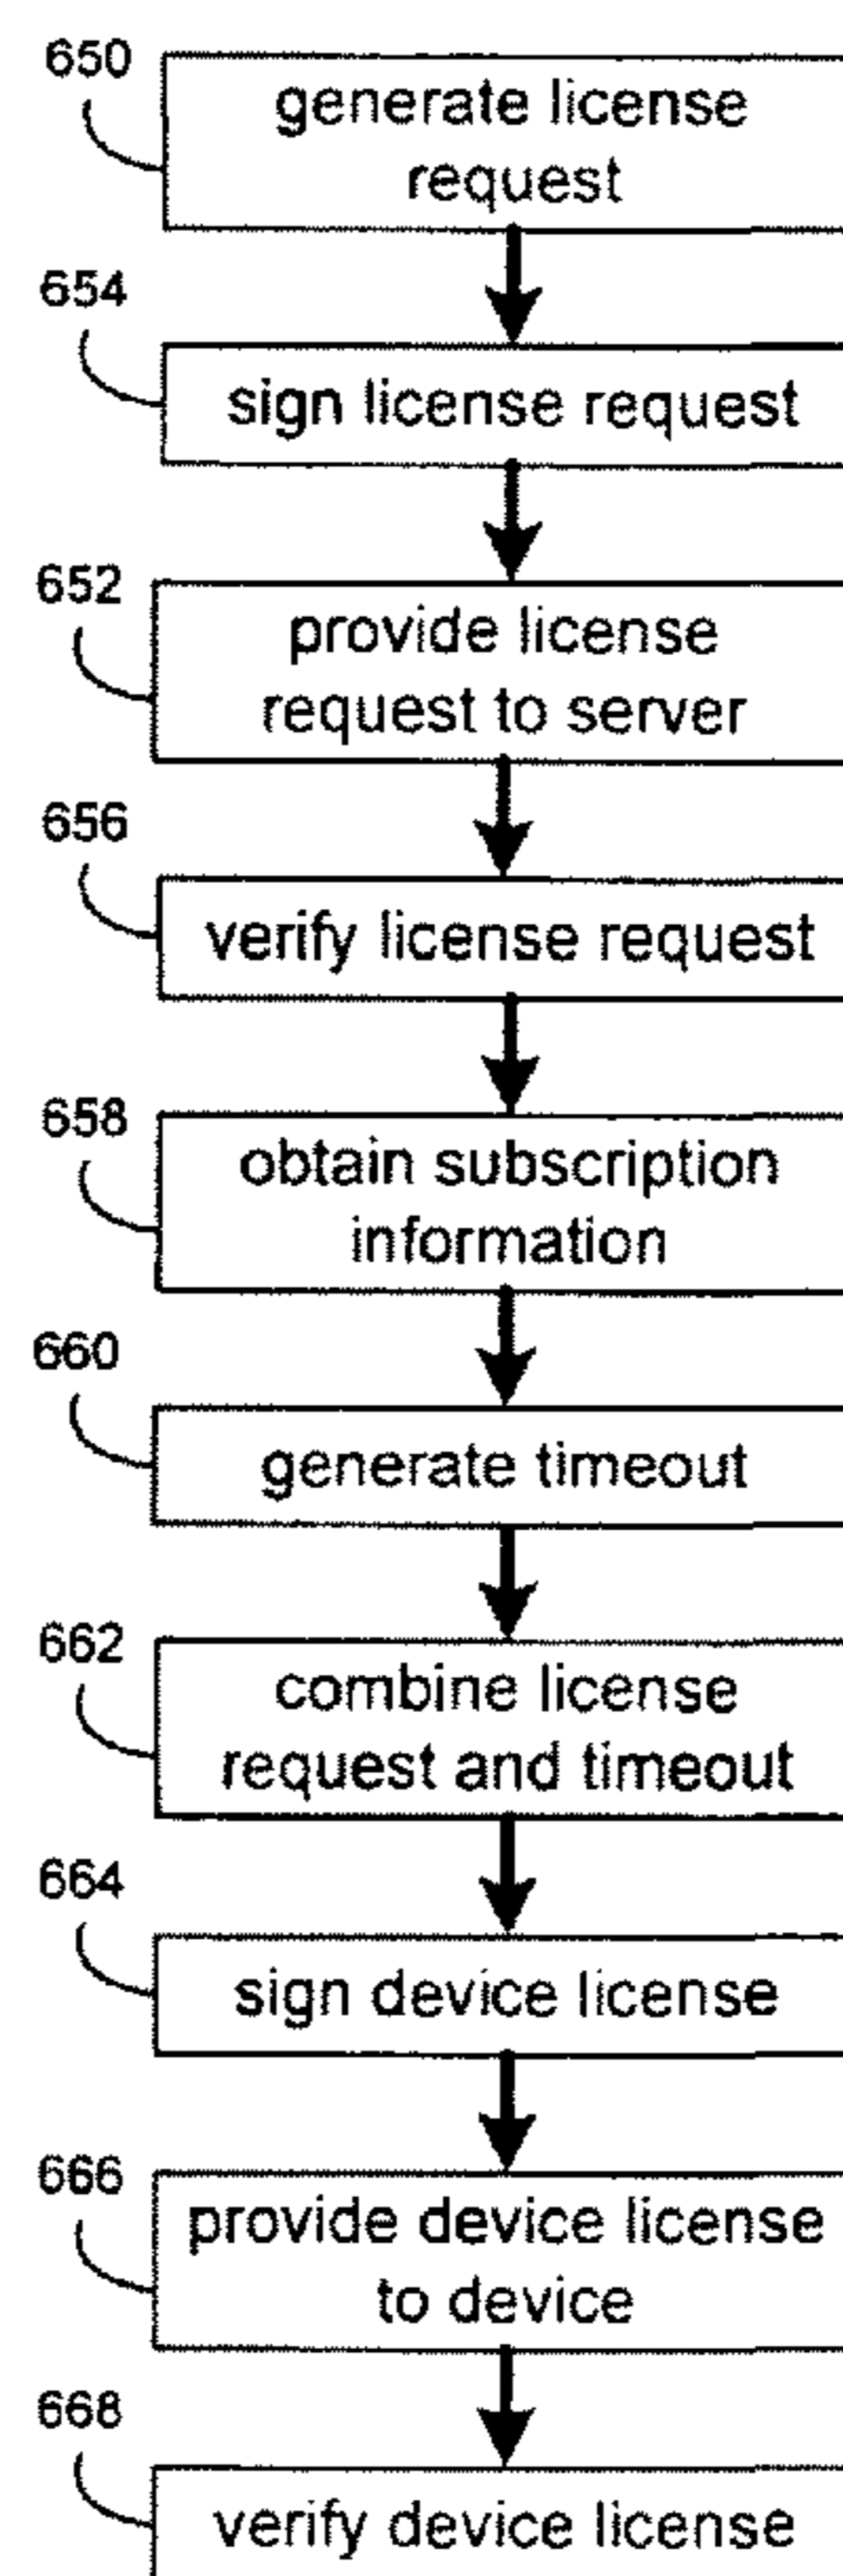 650
generate license
request
654
sign license request
652
provide license
request to server
656
verify license request
658
obtain subscription
information
660
generate timeout
662
combine license
request and timeout
664
sign device license
666
provide device license
to device
668
verify device license